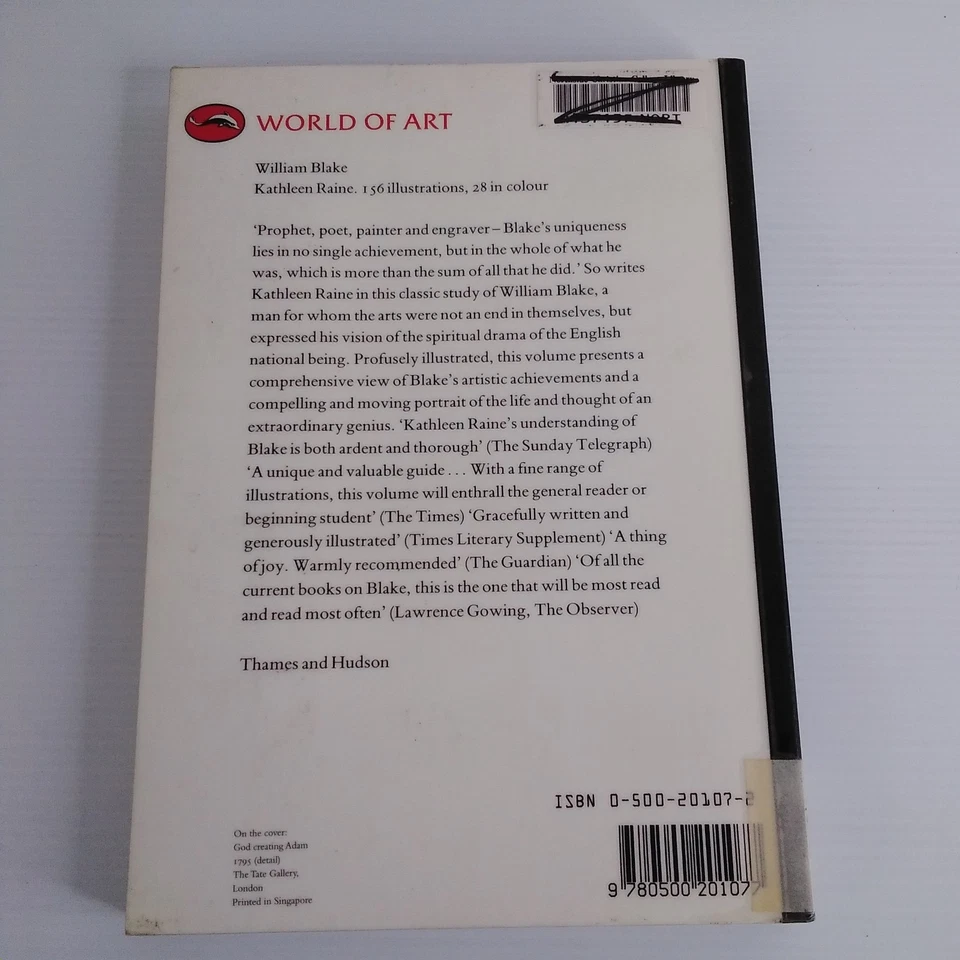 WORLD OF ART
William Blake
Kathleen Raine. 156 illustrations, 28 in colour
‘Prophet, poet, painter and engraver – Blake’s uniqueness
lies in no single achievement, but in the whole of what he
was, which is more than the sum of all that he did.’ So writes
Kathleen Raine in this classic study of William Blake, a
man for whom the arts were not an end in themselves, but
expressed his vision of the spiritual drama of the English
national being. Profusely illustrated, this volume presents a
comprehensive view of Blake’s artistic achievements and a
compelling and moving portrait of the life and thought of an
extraordinary genius. ‘Kathleen Raine’s understanding of
Blake is both ardent and thorough’ (The Sunday Telegraph)
‘A unique and valuable guide . . . With a fine range of
illustrations, this volume will enthrall the general reader or
beginning student’ (The Times) ‘Gracefully written and
generously illustrated’ (Times Literary Supplement) ‘A thing
of joy. Warmly recommended’ (The Guardian) ‘Of all the
current books on Blake, this is the one that will be most read
and read most often’ (Lawrence Gowing, The Observer)
Thames and Hudson
ISBN 0-500-20107-2
9 780500 201077
On the cover:
God creating Adam
1795 (detail)
The Tate Gallery,
London
Printed in Singapore